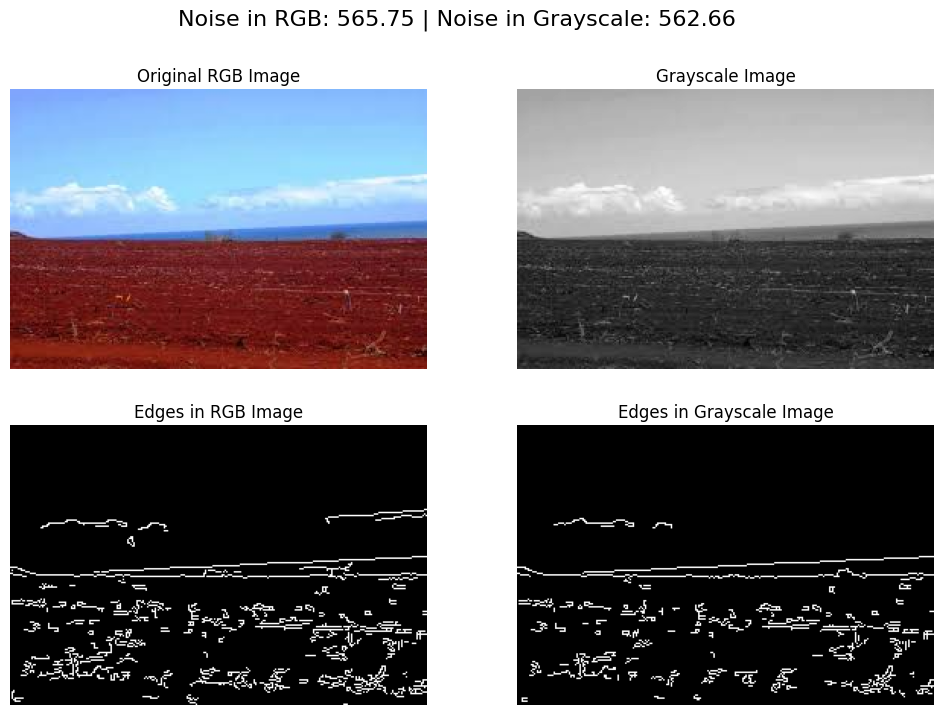 Noise in RGB: 565.75 | Noise in Grayscale: 562.66
Original RGB Image
Grayscale Image
Edges in RGB Image
Edges in Grayscale Image